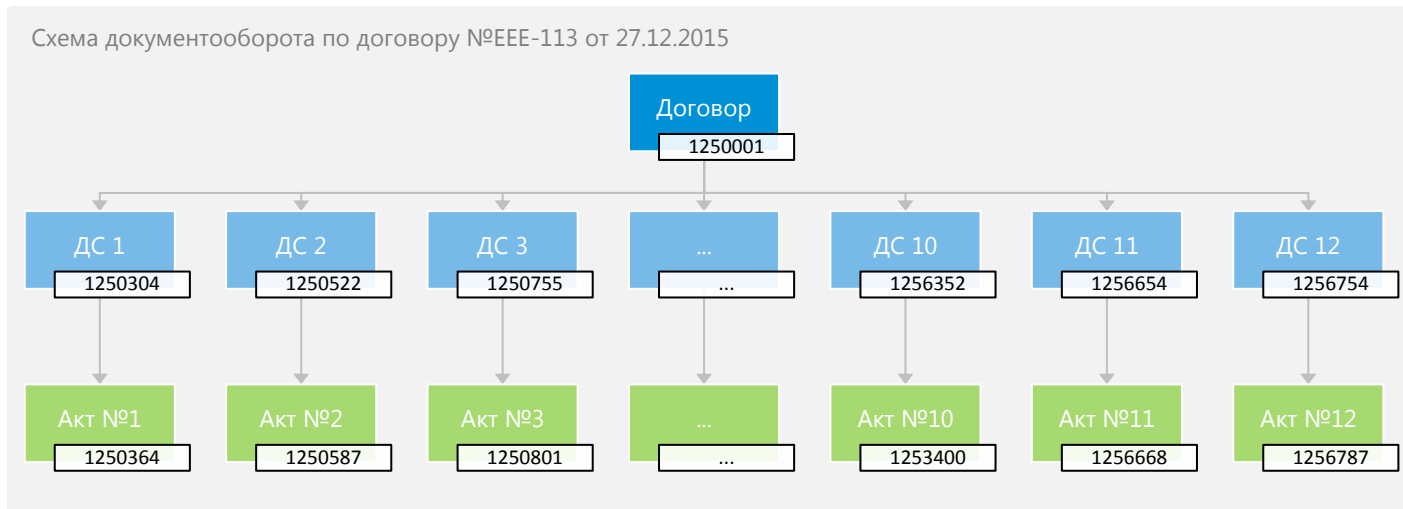 Схема документооборота по договору №ЕЕЕ-113 от 27.12.2015
Договор
1250001
ДС 1
1250304
ДС 2
1250522
ДС 3
1250755
...
...
ДС 10
1256352
ДС 11
1256654
ДС 12
1256754
Акт №1
1250364
Акт №2
1250587
Акт №3
1250801
...
...
Акт №10
1253400
Акт №11
1256668
Акт №12
1256787